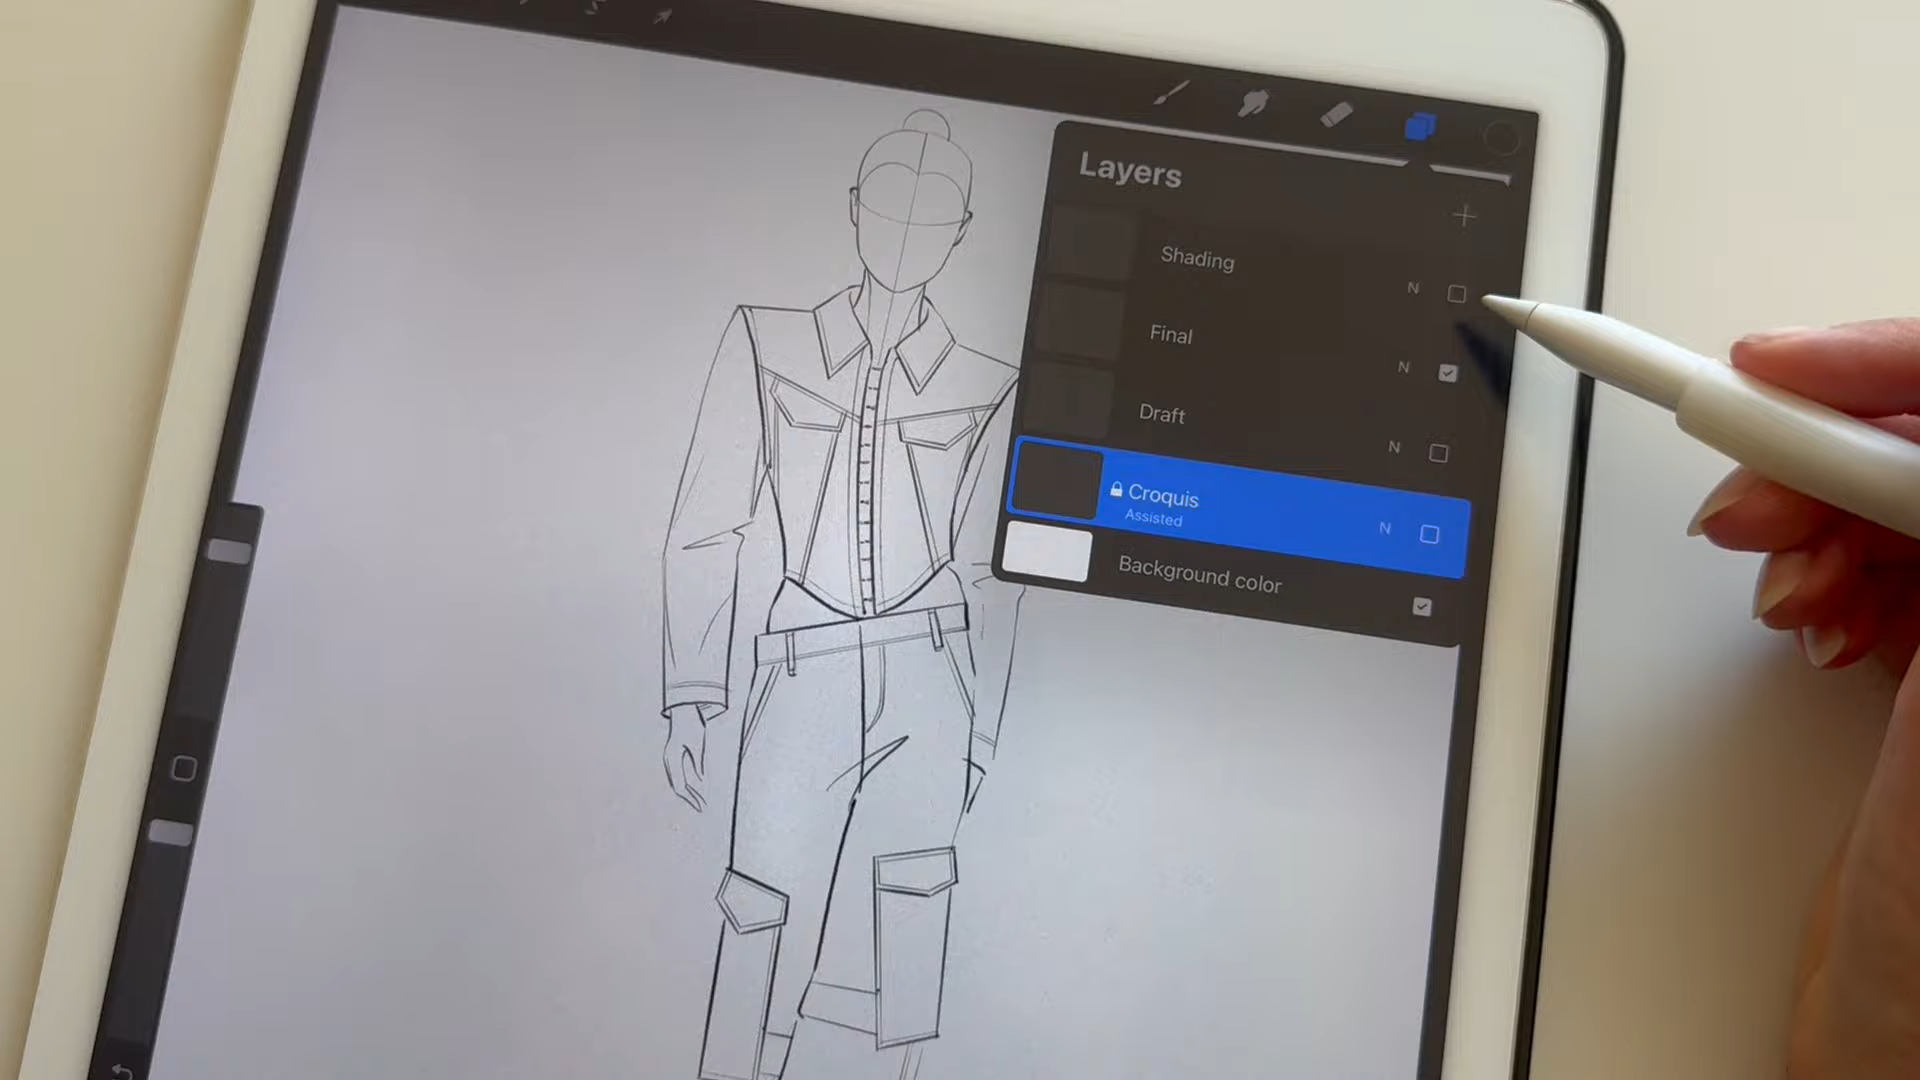 Layers
Shading
N
Final
N
Draft
N
Croquis
Assisted
N
Background color